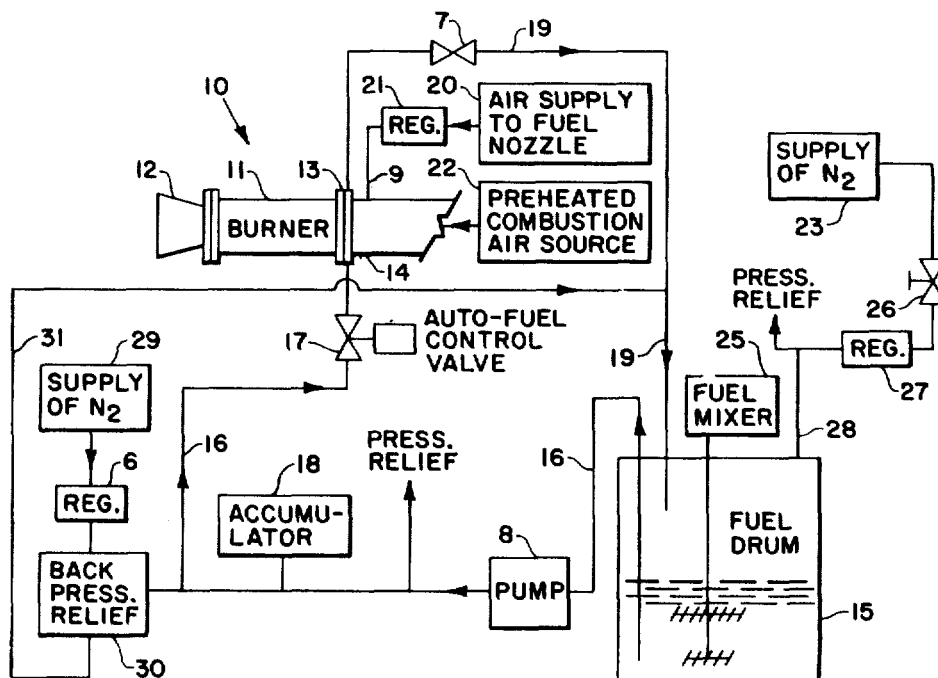 7
19
20
21
10
AIR SUPPLY
TO FUEL
NOZZLE
REG.
12
11
13
9
22
SUPPLY
OF N2
23
BURNER
PREHEATED
COMBUSTION
AIR SOURCE
14
PRESS.
RELIEF
26
31
29
17
AUTO-FUEL
CONTROL
VALVE
19
25
REG.
27
SUPPLY
OF N2
FUEL
MIXER
28
16
PRESS.
RELIEF
16
6
18
REG.
ACCUMU-
LATOR
8
FUEL
DRUM
BACK
PRESS.
RELIEF
PUMP
15
30